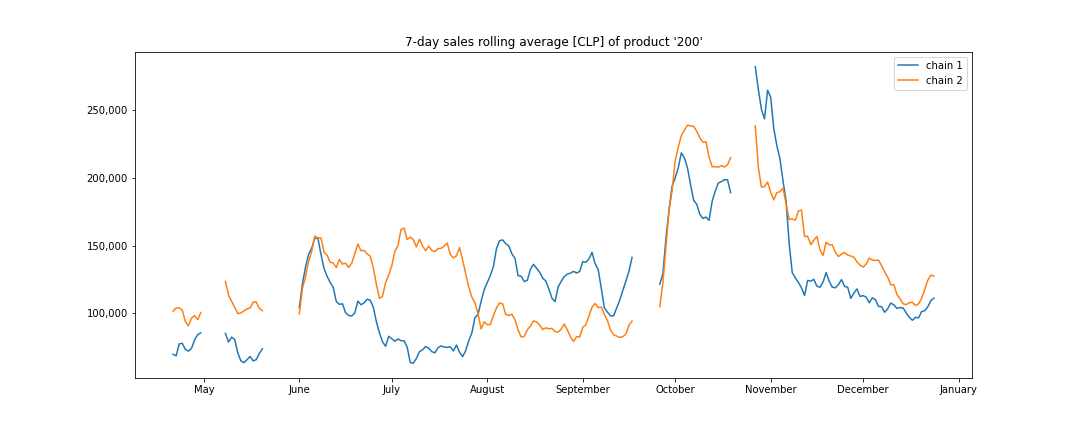 7-day sales rolling average [CLP] of product '200'
chain 1
chain 2
250,000
200,000
150,000
100,000
May June July August September October November December January